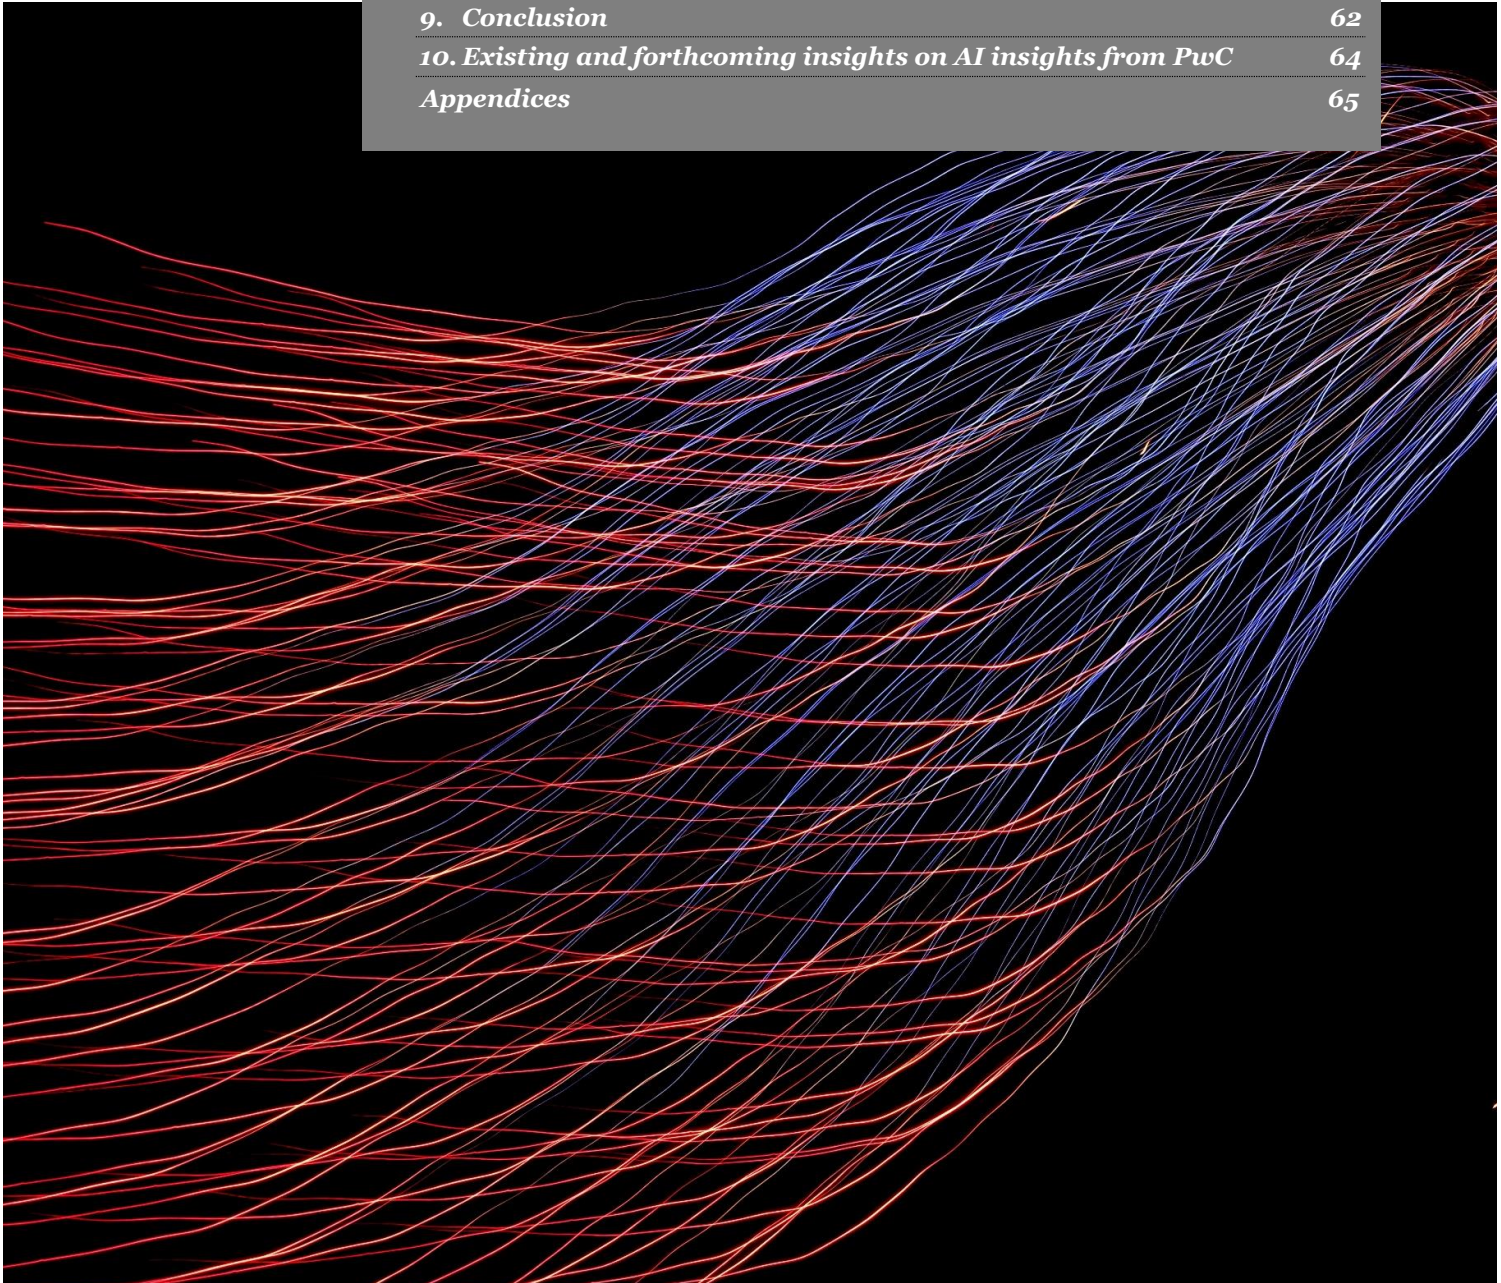 9. Conclusion 62
10. Existing and forthcoming insights on AI insights from PwC 64
Appendices 65